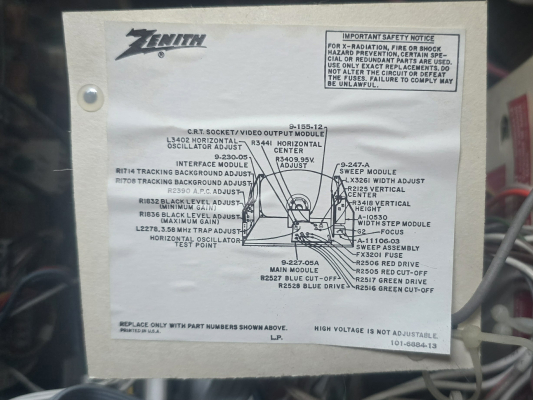 ZENITH
IMPORTANT SAFETY NOTICE
FOR X-RADIATION, FIRE OR SHOCK
HAZARD PREVENTION, CERTAIN SPE-
CIAL OR REDUNDANT PARTS ARE USED.
USE ONLY EXACT REPLACEMENTS. DO
NOT ALTER THE CIRCUIT OR DEFEAT
THE FUSES. FAILURE TO COMPLY MAY
BE UNLAWFUL.
9-155-12
C.R.T. SOCKET/VIDEO OUTPUT MODULE
L3402 HORIZONTAL
OSCILLATOR ADJUST
R3441 HORIZONTAL
CENTER
R3409,95V.
ADJUST
9-230-05
INTERFACE MODULE
R1714 TRACKING BACKGROUND ADJUST
R1708 TRACKING BACKGROUND ADJUST
R2990 A.P.C. ADJUST
R1832 BLACK LEVEL ADJUST
(MINIMUM GAIN)
R1836 BLACK LEVEL ADJUST
(MAXIMUM GAIN)
L2278, 3.58 MHz TRAP ADJUST
HORIZONTAL OSCILLATOR
TEST POINT
9-247-A
SWEEP MODULE
LX3261 WIDTH ADJUST
R2125 VERTICAL
CENTER
R3418 VERTICAL
HEIGHT
A-10530
WIDTH STEP MODULE
G2 FOCUS
A-11106-03
SWEEP ASSEMBLY
FX3201 FUSE
R2506 RED DRIVE
R2505 RED CUT-OFF
R2517 GREEN DRIVE
R2516 GREEN CUT-OFF
9-227-05A
MAIN MODULE
R2527 BLUE CUT-OFF
R2528 BLUE DRIVE
REPLACE ONLY WITH PART NUMBERS SHOWN ABOVE.
PRINTED IN U.S.A.
L.P.
HIGH VOLTAGE IS NOT ADJUSTABLE.
101-6684-13